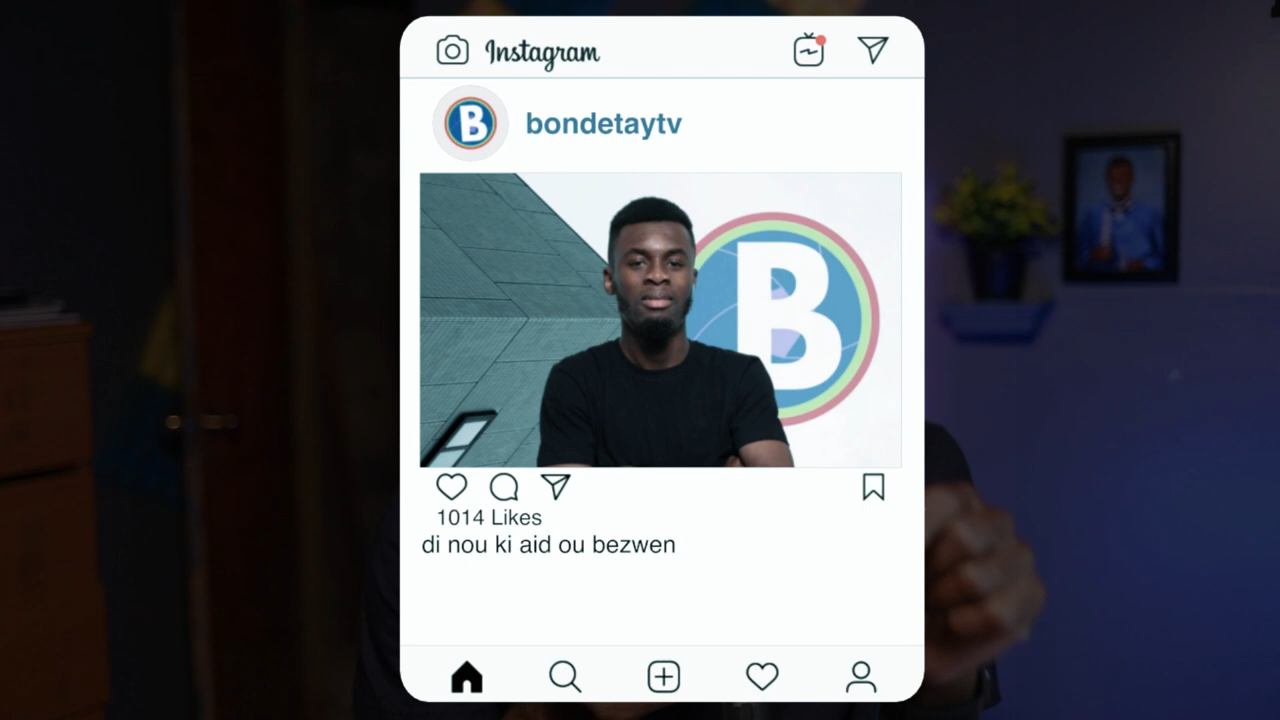 Instagram
B
bondetaytv
B
1014 Likes
di nou ki aid ou bezwen